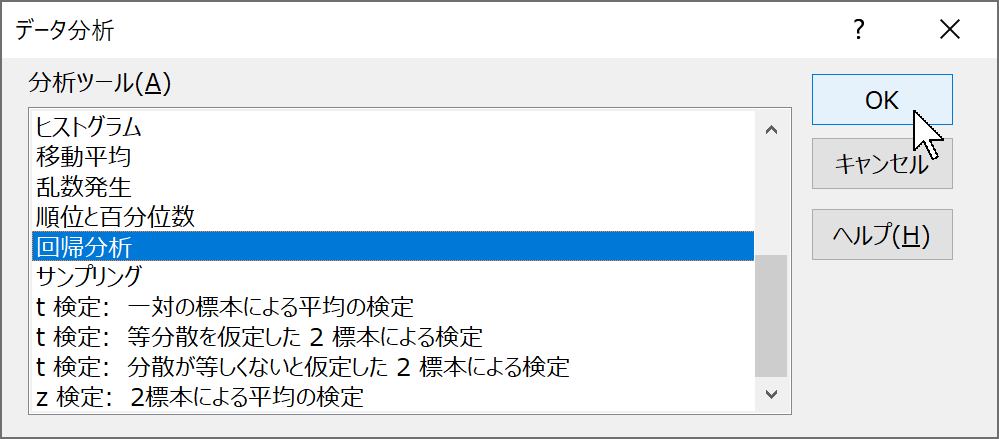 データ分析
?
分析ツール(A)
ヒストグラム
移動平均
乱数発生
順位と百分位数
回帰分析
サンプリング
t 検定: 一対の標本による平均の検定
t 検定: 等分散を仮定した 2 標本による検定
t 検定: 分散が等しくないと仮定した 2 標本による検定
z 検定: 2標本による平均の検定
OK
キャンセル
ヘルプ(H)